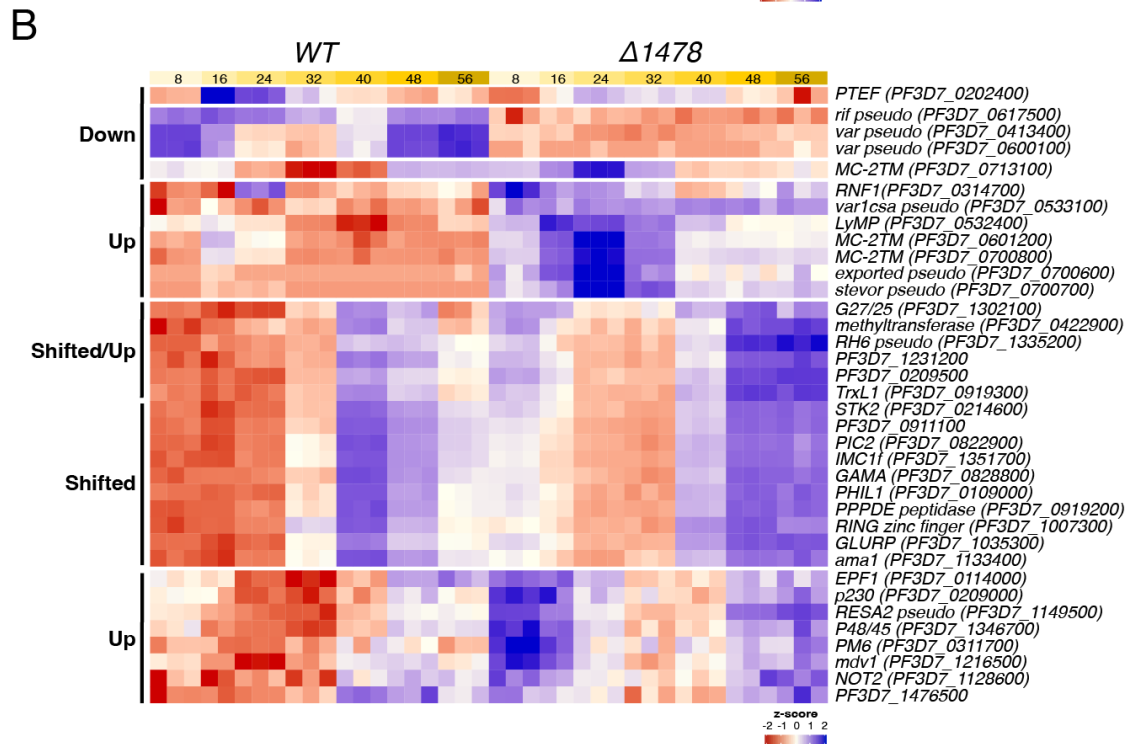 B
WT Δ1478
8 16 24 32 40 48 56 8 16 24 32 40 48 56
Down
PTEF (PF3D7_0202400)
rif pseudo (PF3D7_0617500)
var pseudo (PF3D7_0413400)
var pseudo (PF3D7_0600100)
MC-2TM (PF3D7_0713100)
Up
RNF1(PF3D7_0314700)
var1csa pseudo (PF3D7_0533100)
LyMP (PF3D7_0532400)
MC-2TM (PF3D7_0601200)
MC-2TM (PF3D7_0700800)
exported pseudo (PF3D7_0700600)
stevor pseudo (PF3D7_0700700)
Shifted/Up
G27/25 (PF3D7_1302100)
methyltransferase (PF3D7_0422900)
RH6 pseudo (PF3D7_1335200)
PF3D7_1231200
PF3D7_0209500
TrxL1 (PF3D7_0919300)
Shifted
STK2 (PF3D7_0214600)
PF3D7_0911100
PIC2 (PF3D7_0822900)
IMC1f (PF3D7_1351700)
GAMA (PF3D7_0828800)
PHIL1 (PF3D7_0109000)
PPPDE peptidase (PF3D7_0919200)
RING zinc finger (PF3D7_1007300)
GLURP (PF3D7_1035300)
ama1 (PF3D7_1133400)
Up
EPF1 (PF3D7_0114000)
p230 (PF3D7_0209000)
RESA2 pseudo (PF3D7_1149500)
P48/45 (PF3D7_1346700)
PM6 (PF3D7_0311700)
mdv1 (PF3D7_1216500)
NOT2 (PF3D7_1128600)
PF3D7_1476500
z-score
-2 -1 0 1 2